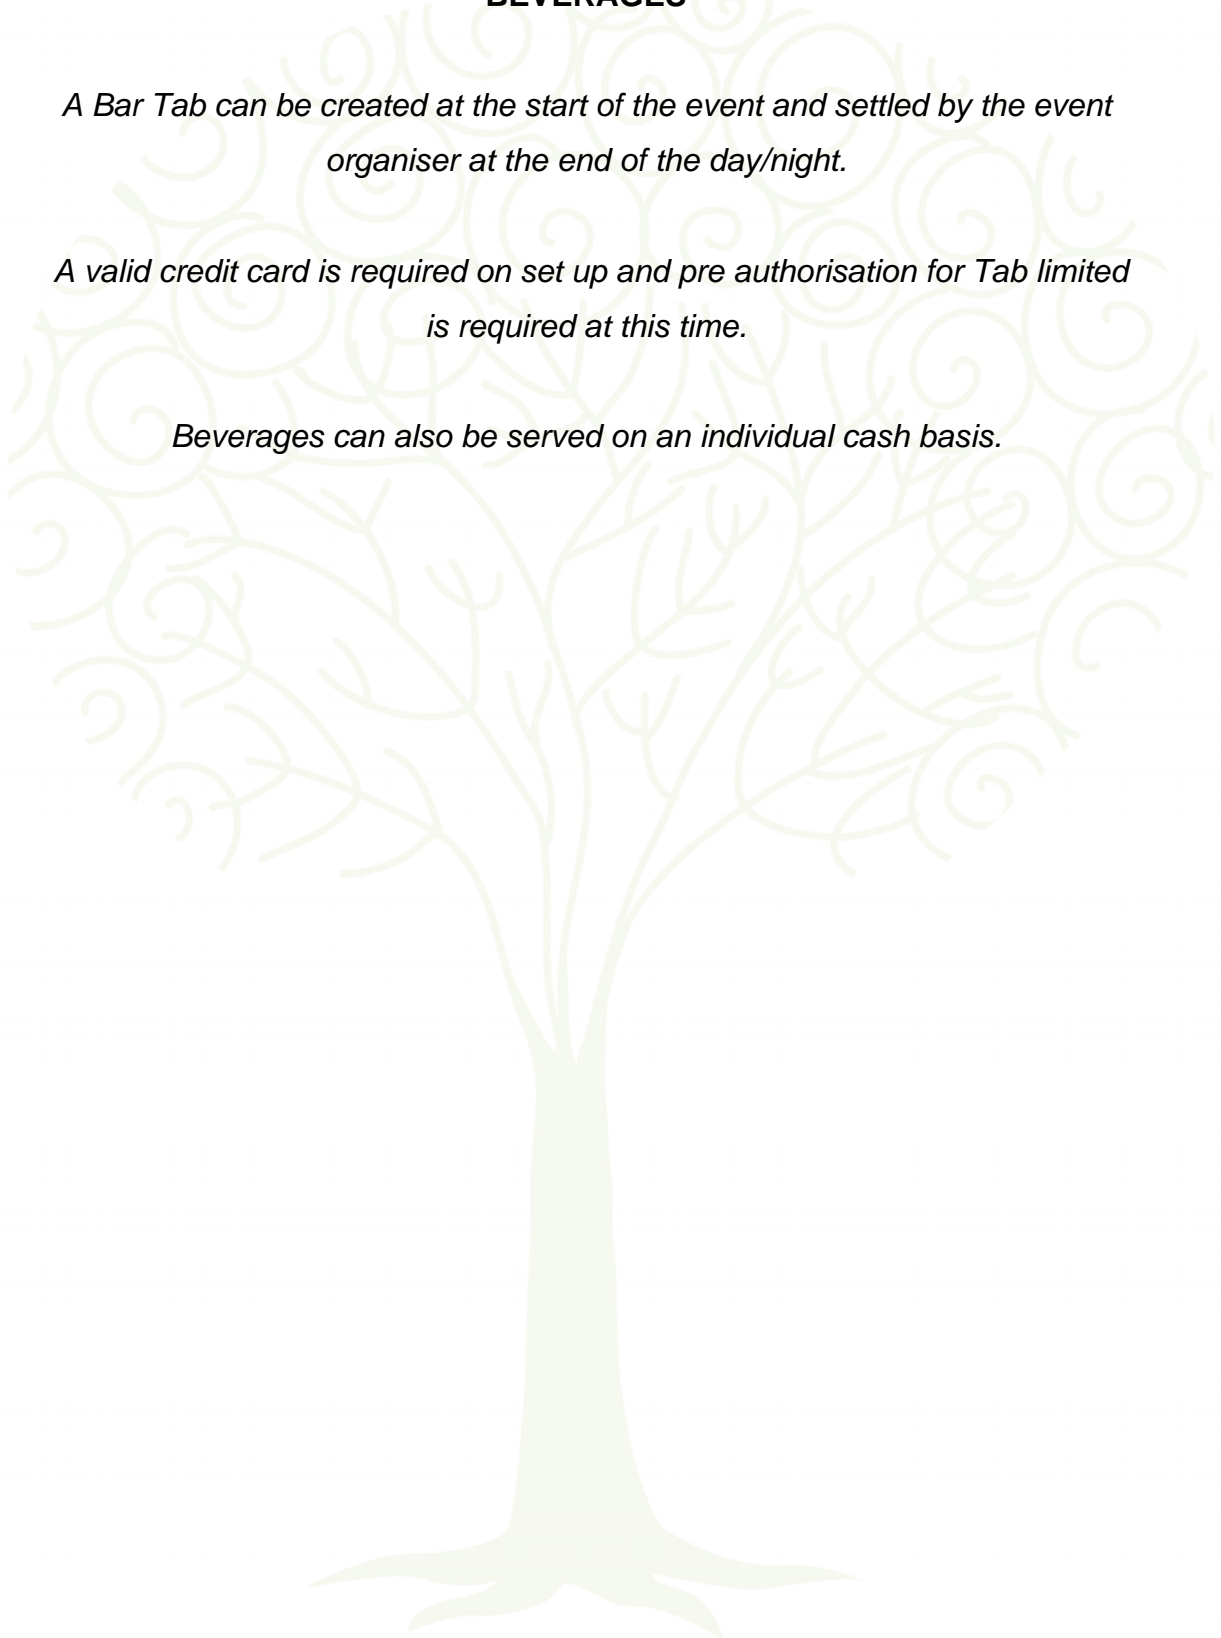 BEVERAGES
A Bar Tab can be created at the start of the event and settled by the event
organiser at the end of the day/night.
A valid credit card is required on set up and pre authorisation for Tab limited
is required at this time.
Beverages can also be served on an individual cash basis.